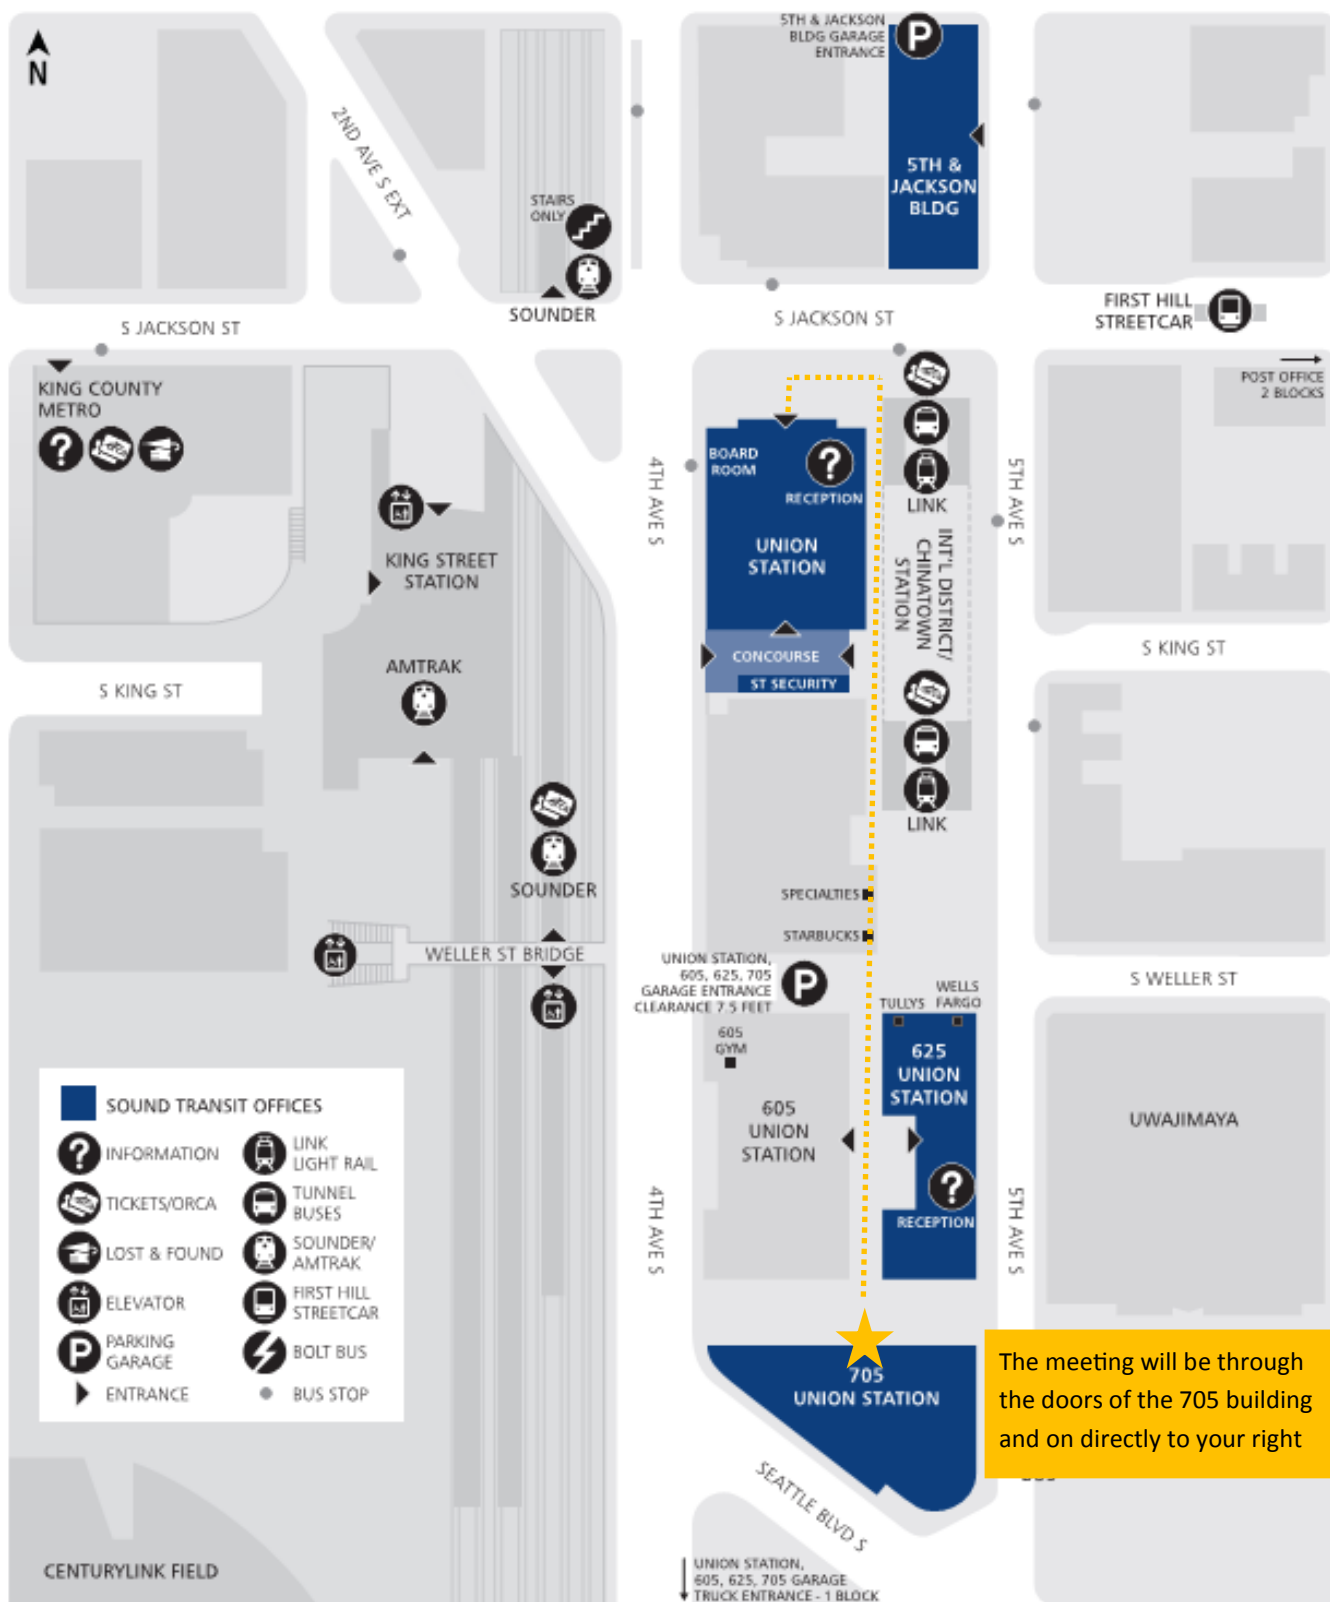 N
2ND AVE S EXT
STAIRS
ONLY
SOUNDER
5TH & JACKSON
BLDG GARAGE
ENTRANCE
P
5TH &
JACKSON
BLDG
S JACKSON ST
S JACKSON ST
FIRST HILL
STREETCAR
POST OFFICE
2 BLOCKS
KING COUNTY
METRO
?
KING STREET
STATION
AMTRAK
S KING ST
4TH AVE S
BOARD
ROOM
?
RECEPTION
UNION
STATION
CONCOURSE
ST SECURITY
LINK
INT'L DISTRICT/
CHINATOWN
STATION
LINK
5TH AVE S
S KING ST
SOUNDER
WELLER ST BRIDGE
SPECIALTIES
STARBUCKS
UNION STATION,
605, 625, 705
GARAGE ENTRANCE
CLEARANCE 7.5 FEET
P
S WELLER ST
TULLYS
WELLS
FARGO
605
GYM
625
UNION
STATION
605
UNION
STATION
?
RECEPTION
UWAJIMAYA
4TH AVE S
5TH AVE S
SOUND TRANSIT OFFICES
? INFORMATION
TICKETS/ORCA
LOST & FOUND
ELEVATOR
P PARKING
GARAGE
ENTRANCE
LINK
LIGHT RAIL
TUNNEL
BUSES
SOUNDER/
AMTRAK
FIRST HILL
STREETCAR
BOLT BUS
BUS STOP
705
UNION STATION
The meeting will be through
the doors of the 705 building
and on directly to your right
SEATTLE BLVD S
CENTURYLINK FIELD
UNION STATION,
605, 625, 705 GARAGE
TRUCK ENTRANCE - 1 BLOCK